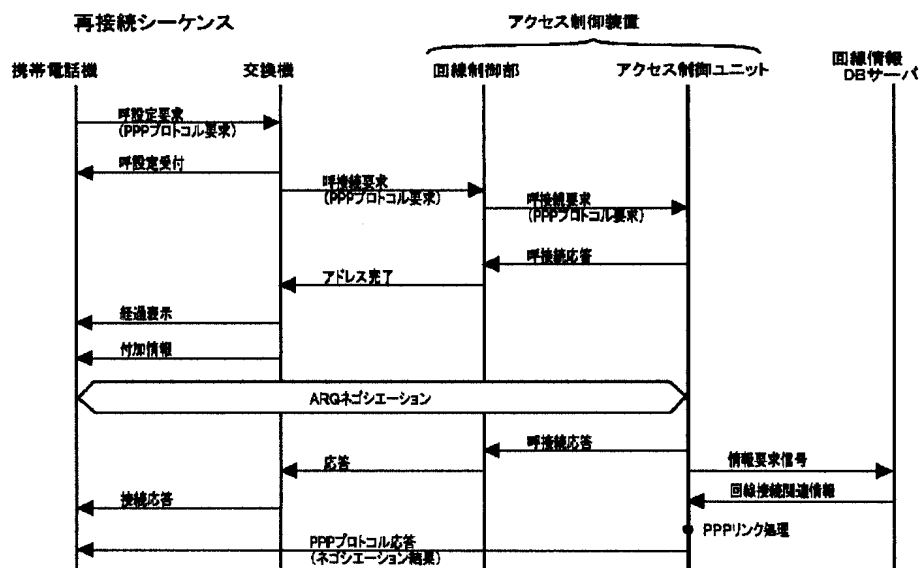 再接続シーケンス
アクセス制御装置
携帯電話機
交換機
回線制御部
アクセス制御ユニット
回線情報
DBサーバ
呼設定要求
(PPPプロトコル要求)
呼設定受付
呼接続要求
(PPPプロトコル要求)
呼接続要求
(PPPプロトコル要求)
呼接続応答
アドレス完了
経過表示
付加情報
ARQネゴシエーション
呼接続応答
応答
情報要求信号
接続応答
回線接続関連情報
PPPリンク処理
PPPプロトコル応答
(ネゴシエーション結果)